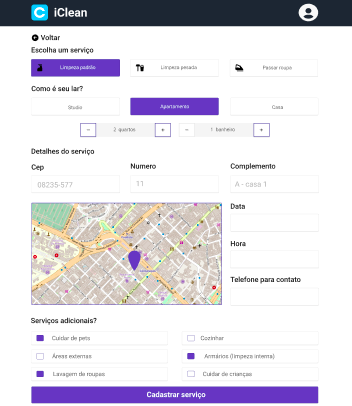 iClean
Voltar
Escolha um serviço
Limpeza padrão
Limpeza pesada
Passar roupa
Como é seu lar?
Studio
Apartamento
Casa
− 2 quartos +
− 1 banheiro +
Detalhes do serviço
Cep
Numero
Complemento
08235-577
11
A - casa 1
Data
Hora
Telefone para contato
Serviços adicionais?
Cuidar de pets
Cozinhar
Áreas externas
Armários (limpeza interna)
Lavagem de roupas
Cuidar de crianças
Cadastrar serviço